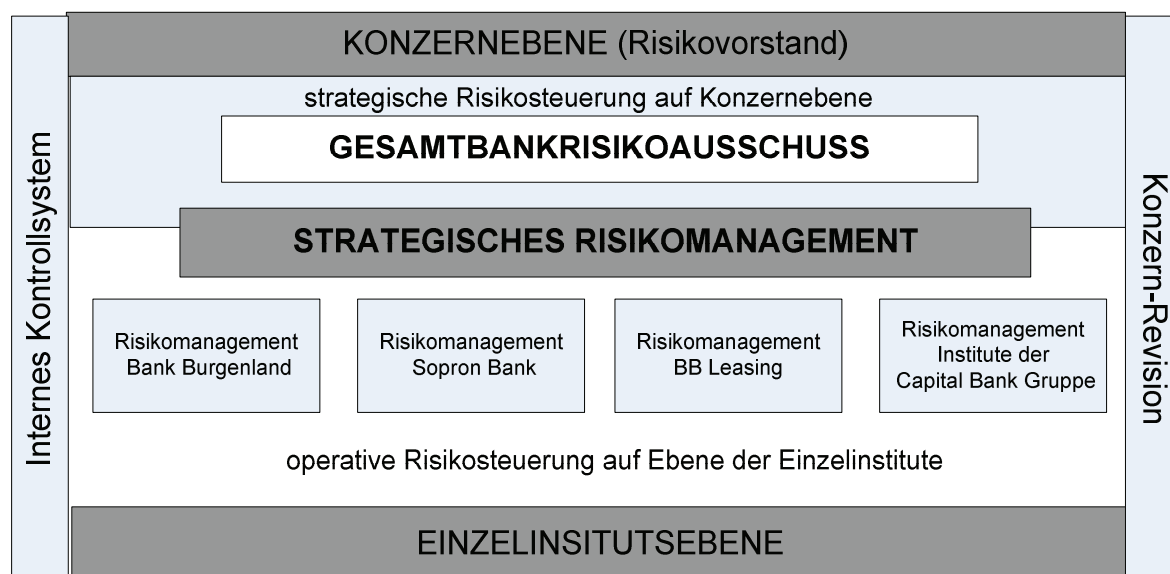 KONZERNEBENE (Risikovorstand)
strategische Risikosteuerung auf Konzernebene
GESAMTBANKRISIKOAUSSCHUSS
STRATEGISCHES RISIKOMANAGEMENT
Internes Kontrollsystem
Risikomanagement
Bank Burgenland
Risikomanagement
Sopron Bank
Risikomanagement
BB Leasing
Risikomanagement
Institute der
Capital Bank Gruppe
Konzern-Revision
operative Risikosteuerung auf Ebene der Einzelinstitute
EINZELINSITUTSEBENE